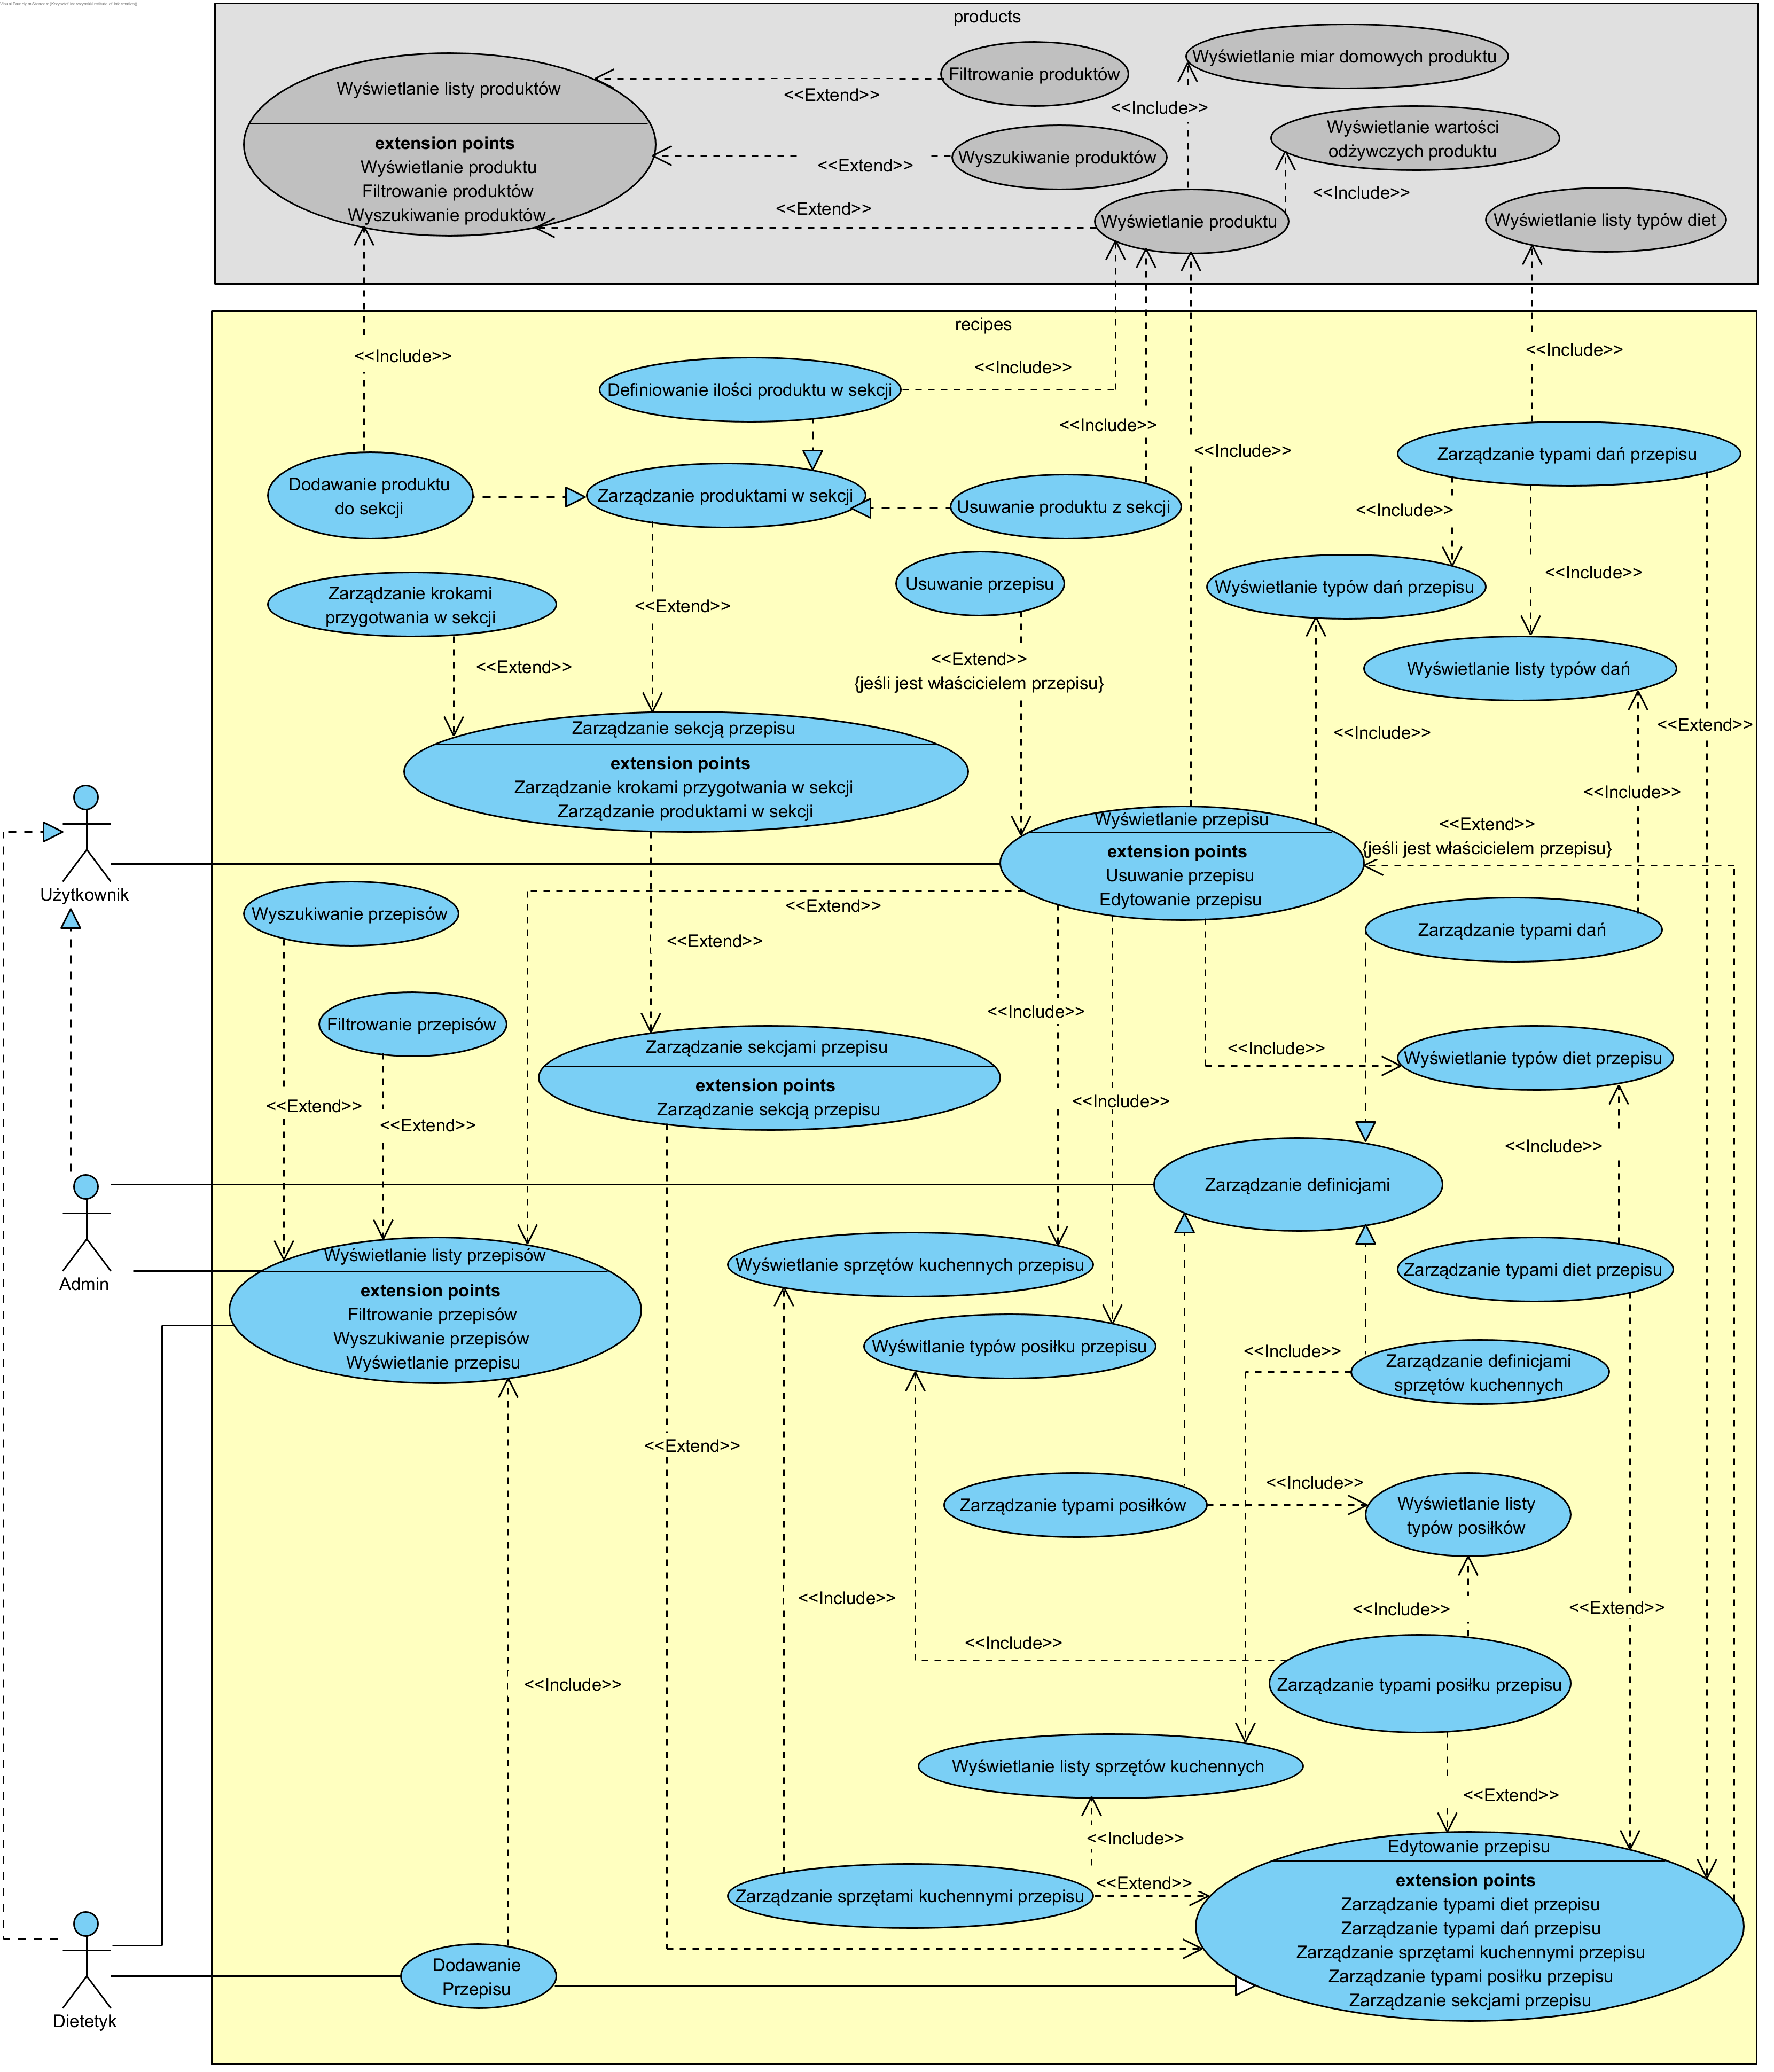 Visual Paradigm Standard(Krzysztof Marczyński(Institute of Informatics))
products
Wyświetlanie listy produktów
extension points
Wyświetlanie produktu
Filtrowanie produktów
Wyszukiwanie produktów
<<Extend>>
Filtrowanie produktów
<<Extend>>
Wyszukiwanie produktów
<<Extend>>
Wyświetlanie produktu
<<Include>>
Wyświetlanie miar domowych produktu
Wyświetlanie wartości
odżywczych produktu
<<Include>>
Wyświetlanie listy typów diet
recipes
<<Include>>
<<Include>>
<<Include>>
Definiowanie ilości produktu w sekcji
<<Include>>
<<Include>>
Zarządzanie typami dań przepisu
Dodawanie produktu
do sekcji
Zarządzanie produktami w sekcji
Usuwanie produktu z sekcji
<<Include>>
Usuwanie przepisu
Wyświetlanie typów dań przepisu
<<Include>>
Zarządzanie krokami
przygotwania w sekcji
<<Extend>>
<<Extend>>
<<Extend>>
{jeśli jest właścicielem przepisu}
Wyświetlanie listy typów dań
<<Extend>>
Zarządzanie sekcją przepisu
extension points
Zarządzanie krokami przygotwania w sekcji
Zarządzanie produktami w sekcji
<<Include>>
<<Include>>
Wyświetlanie przepisu
extension points
Usuwanie przepisu
Edytowanie przepisu
<<Extend>>
{jeśli jest właścicielem przepisu}
Użytkownik
Wyszukiwanie przepisów
<<Extend>>
<<Extend>>
Zarządzanie typami dań
Filtrowanie przepisów
<<Include>>
Zarządzanie sekcjami przepisu
extension points
Zarządzanie sekcją przepisu
<<Include>>
Wyświetlanie typów diet przepisu
<<Extend>>
<<Extend>>
<<Include>>
<<Include>>
Zarządzanie definicjami
Admin
Wyświetlanie listy przepisów
extension points
Filtrowanie przepisów
Wyszukiwanie przepisów
Wyświetlanie przepisu
Wyświetlanie sprzętów kuchennych przepisu
Zarządzanie typami diet przepisu
Wyświtlanie typów posiłku przepisu
<<Include>>
Zarządzanie definicjami
sprzętów kuchennych
<<Extend>>
Zarządzanie typami posiłków
<<Include>>
Wyświetlanie listy
typów posiłków
<<Include>>
<<Include>>
<<Include>>
<<Extend>>
<<Include>>
Zarządzanie typami posiłku przepisu
Wyświetlanie listy sprzętów kuchennych
<<Extend>>
<<Include>>
Zarządzanie sprzętami kuchennymi przepisu
<<Extend>>
Edytowanie przepisu
extension points
Zarządzanie typami diet przepisu
Zarządzanie typami dań przepisu
Zarządzanie sprzętami kuchennymi przepisu
Zarządzanie typami posiłku przepisu
Zarządzanie sekcjami przepisu
Dodawanie
Przepisu
Dietetyk